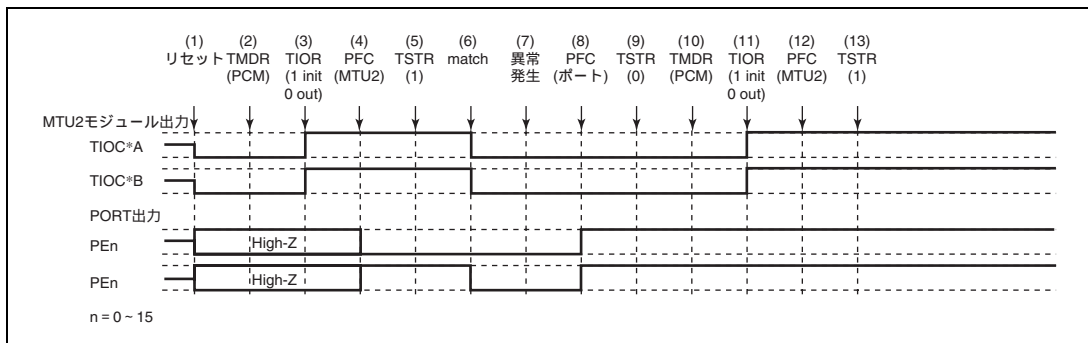 (1) (2) (3) (4) (5) (6) (7) (8) (9) (10) (11) (12) (13)
リセット TMDR TIOR PFC TSTR match 異常 PFC TSTR TMDR TIOR PFC TSTR
(PCM) (1 init (MTU2) (1) 発生 (ポート) (0) (PCM) (1 init (MTU2) (1)
0 out) 0 out)
MTU2モジュール出力
TIOC*A
TIOC*B
PORT出力
PEn High-Z
PEn High-Z
n = 0 ~ 15